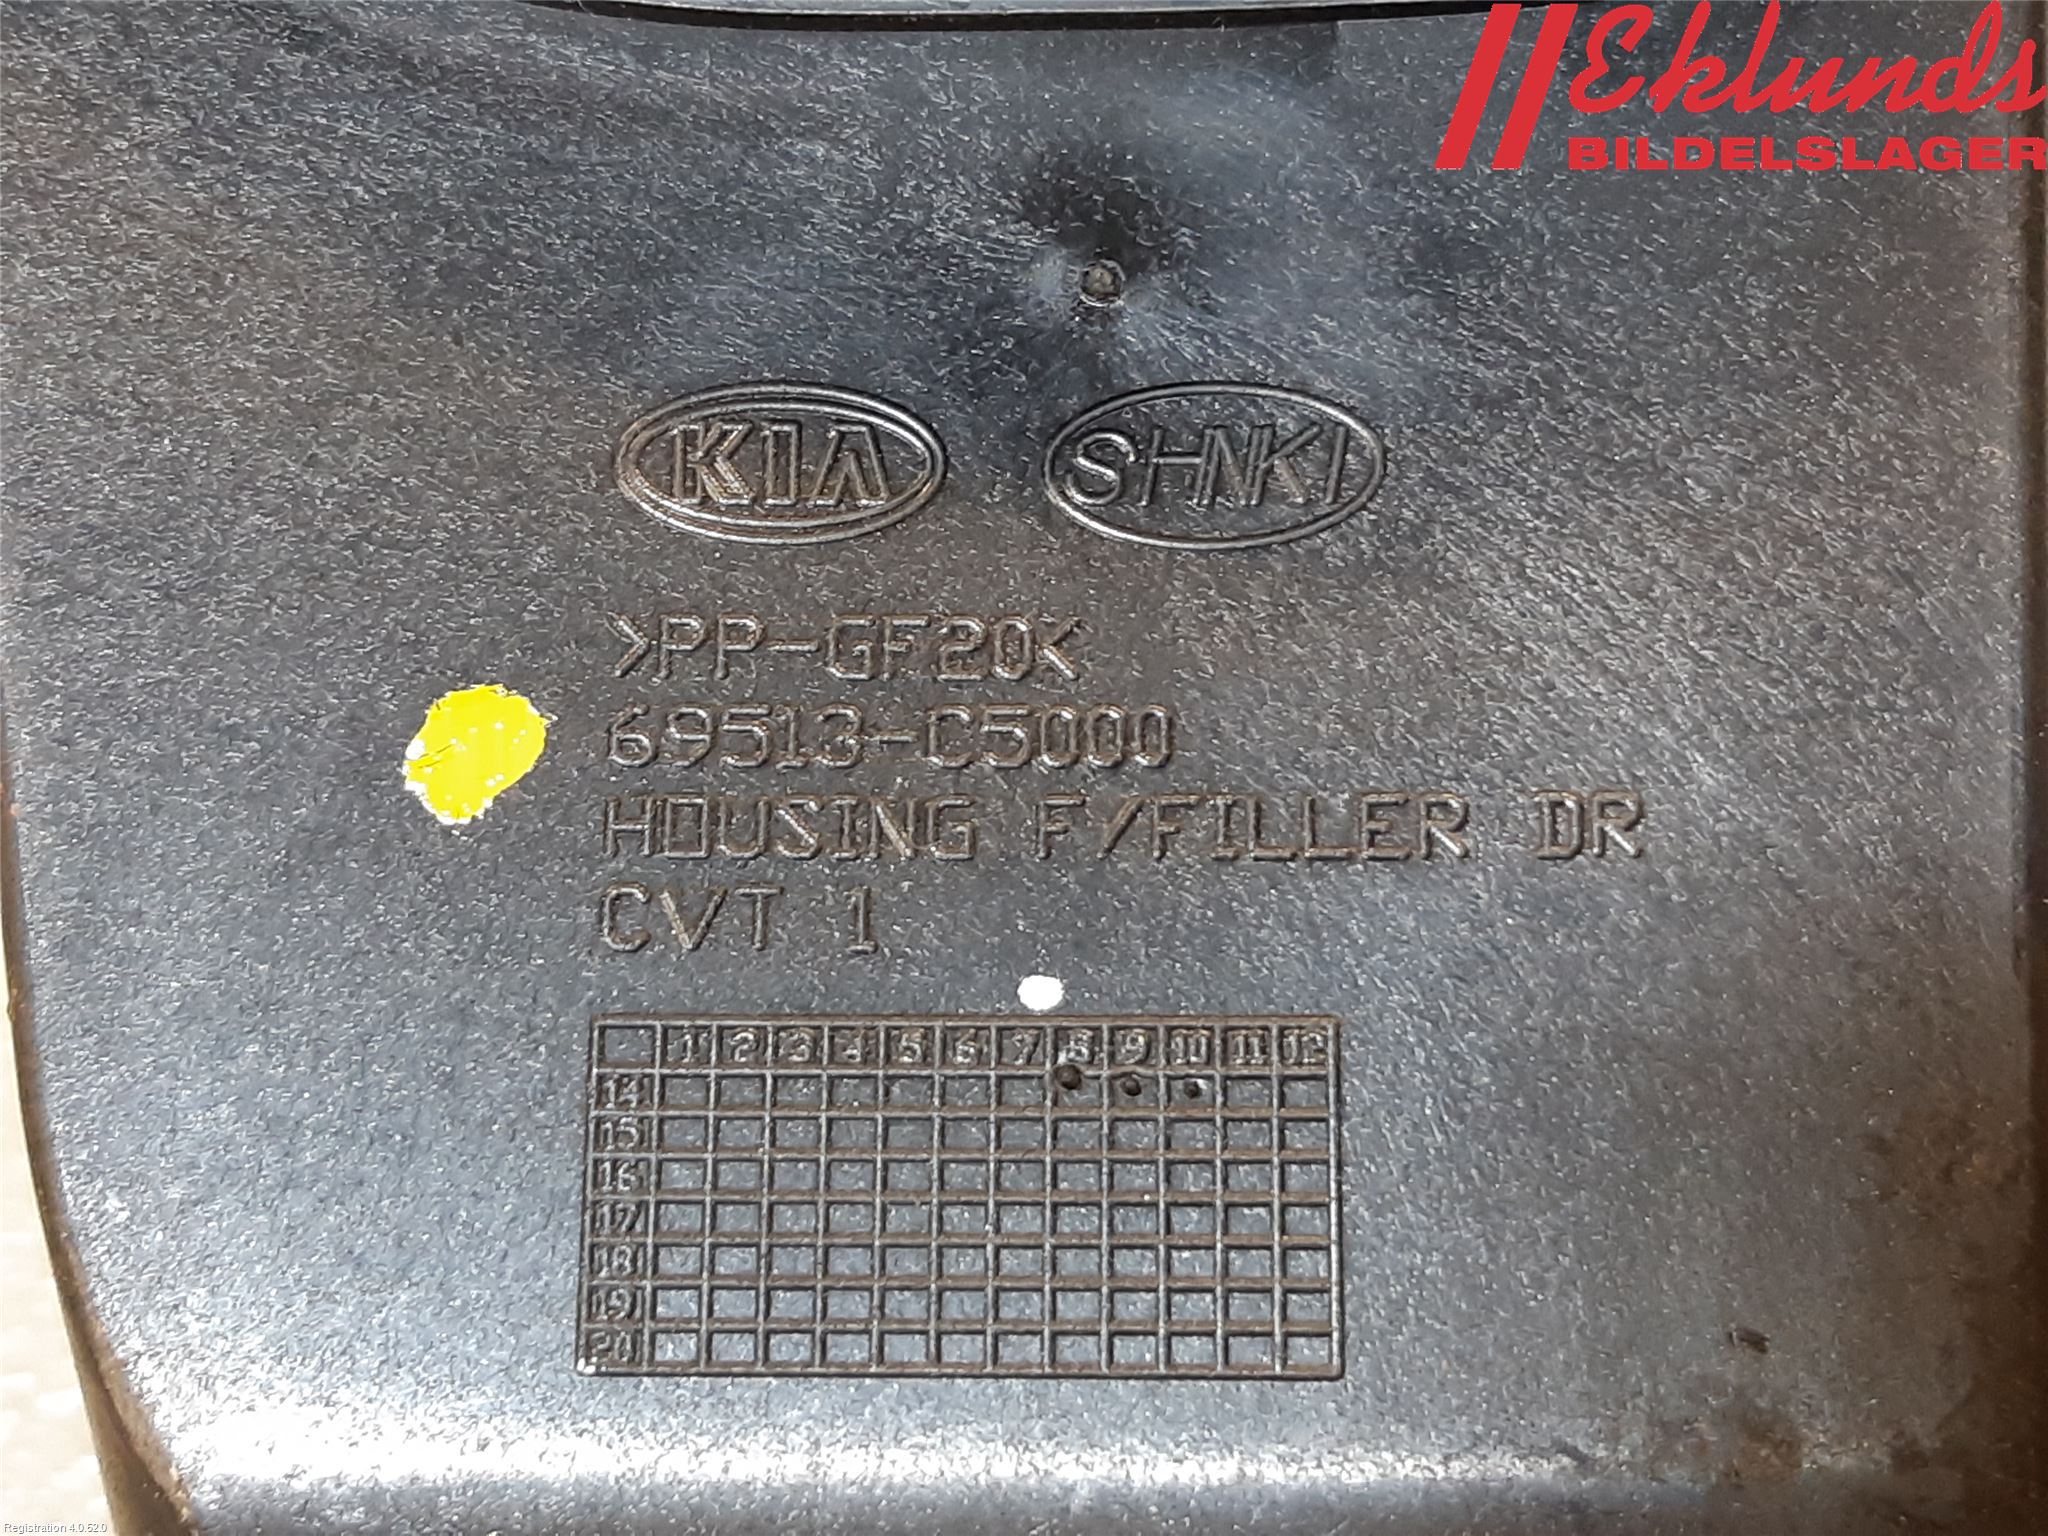 Eklunds
BILDELSLAGER
KIA SHNKI
>PP-GF20<
69513-C5000
HOUSING F/FILLER DR
CVT 1
1 2 3 4 5 6 7 8 9 10 11 12
14
15
16
17
18
19
20
Registration 4.0.52.0